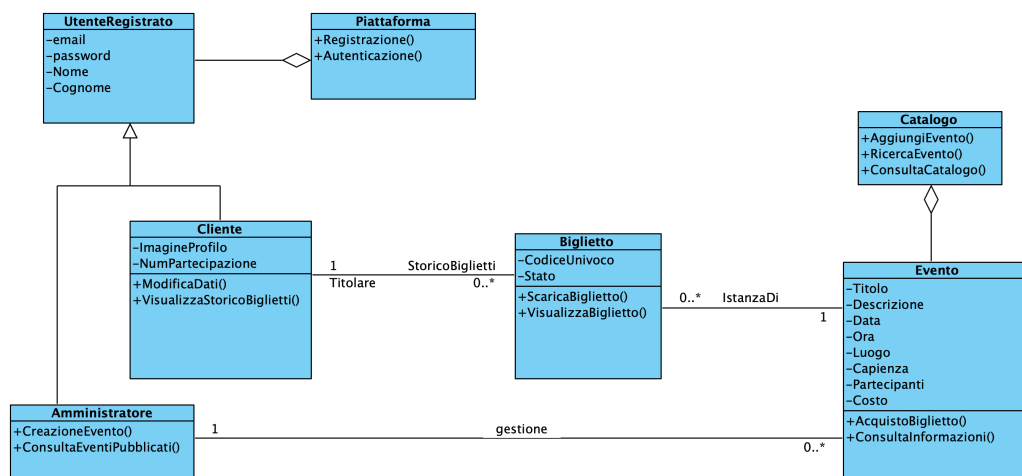 UtenteRegistrato
-email
-password
-Nome
-Cognome
Piattaforma
+Registrazione()
+Autenticazione()
Catalogo
+AggiungiEvento()
+RicercaEvento()
+ConsultaCatalogo()
Cliente
-ImagineProfilo
-NumPartecipazione
+ModificaDati()
+VisualizzaStoricoBiglietti()
1
StoricoBiglietti
Titolare
0..*
Biglietto
-CodiceUnivoco
-Stato
+ScaricaBiglietto()
+VisualizzaBiglietto()
0..*
IstanzaDi
1
Evento
-Titolo
-Descrizione
-Data
-Ora
-Luogo
-Capienza
-Partecipanti
-Costo
+AcquistoBiglietto()
+ConsultaInformazioni()
Amministratore
+CreazioneEvento()
+ConsultaEventiPubblicati()
1
gestione
0..*